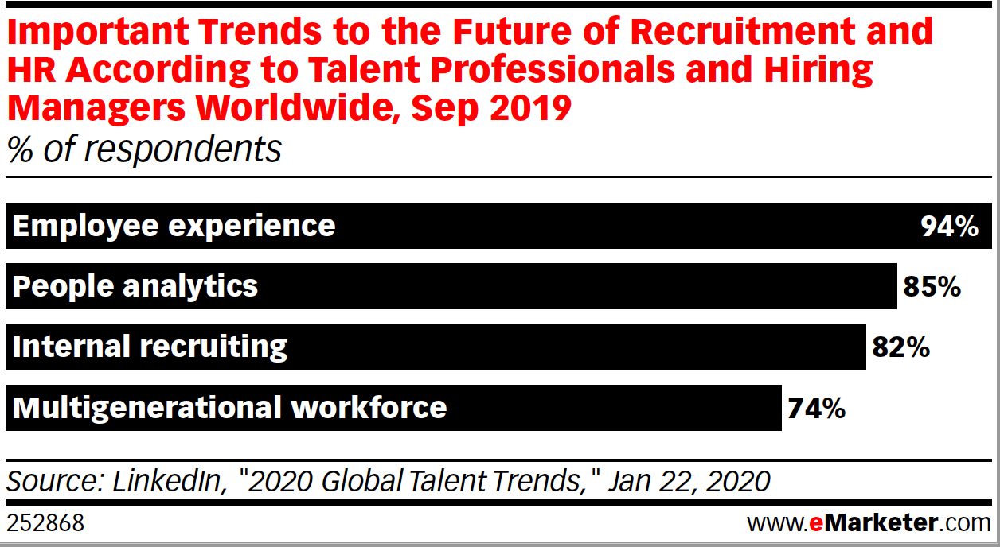 Important Trends to the Future of Recruitment and
HR According to Talent Professionals and Hiring
Managers Worldwide, Sep 2019
% of respondents
Employee experience 94%
People analytics 85%
Internal recruiting 82%
Multigenerational workforce 74%
Source: LinkedIn, "2020 Global Talent Trends," Jan 22, 2020
252868 www.eMarketer.com